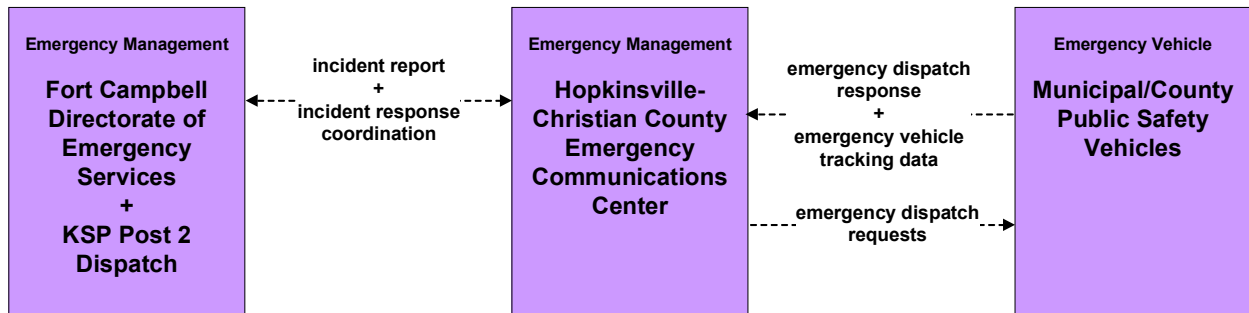 Emergency Management
Fort Campbell
Directorate of
Emergency
Services
+
KSP Post 2
Dispatch
incident report
+
incident response
coordination
Emergency Management
Hopkinsville-
Christian County
Emergency
Communications
Center
emergency dispatch
response
+
emergency vehicle
tracking data
emergency dispatch
requests
Emergency Vehicle
Municipal/County
Public Safety
Vehicles